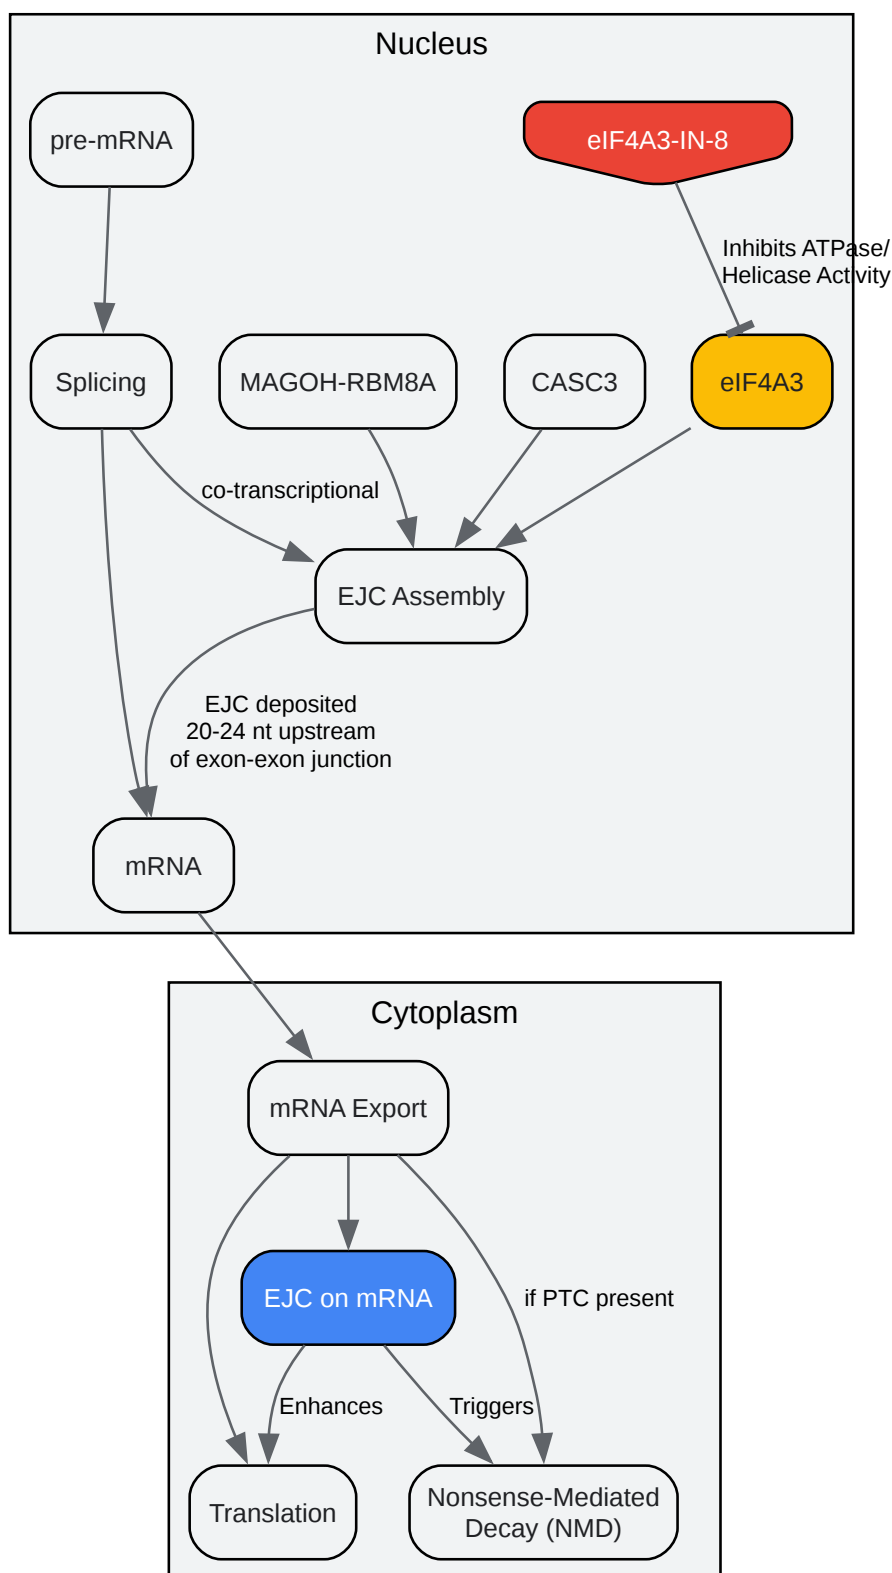 Nucleus
pre-mRNA
eIF4A3-IN-8
Inhibits ATPase/
Helicase Activity
Splicing
MAGOH-RBM8A
CASC3
eIF4A3
co-transcriptional
EJC Assembly
EJC deposited
20-24 nt upstream
of exon-exon junction
mRNA
Cytoplasm
mRNA Export
EJC on mRNA
if PTC present
Enhances
Triggers
Translation
Nonsense-Mediated
Decay (NMD)